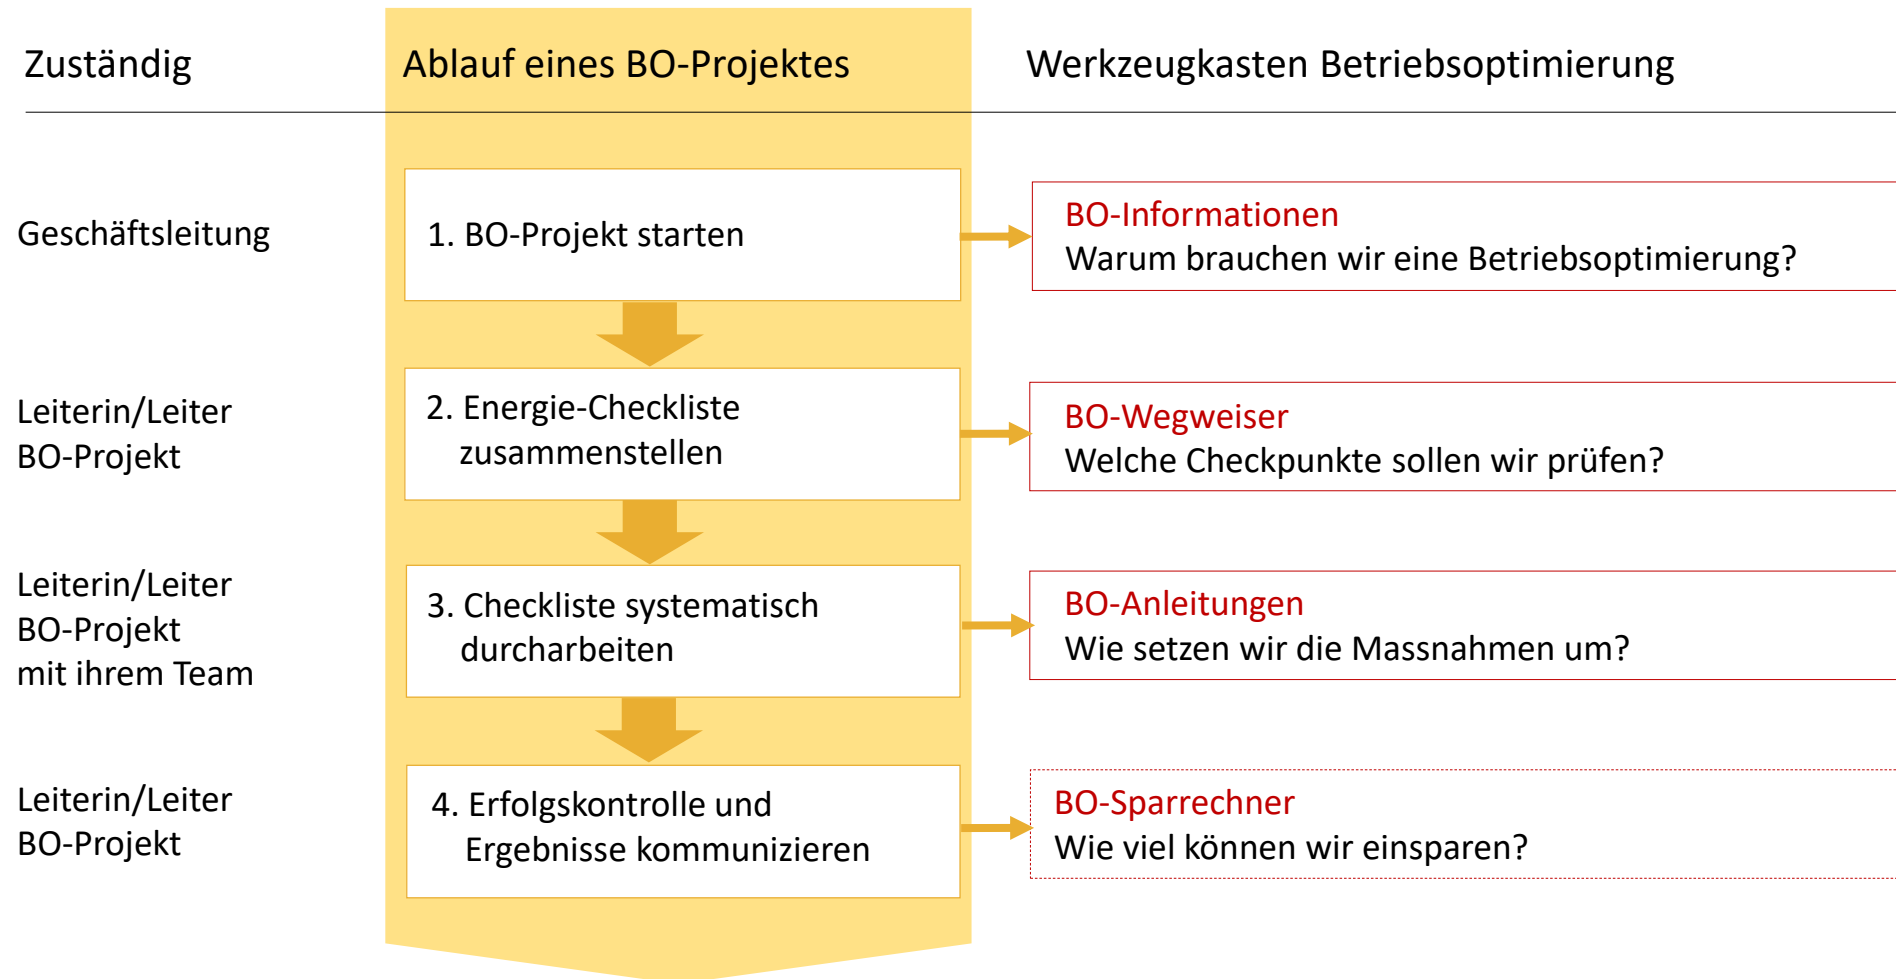 Zuständig
Ablauf eines BO-Projektes
Werkzeugkasten Betriebsoptimierung
Geschäftsleitung
1. BO-Projekt starten
BO-Informationen
Warum brauchen wir eine Betriebsoptimierung?
Leiterin/Leiter
BO-Projekt
2. Energie-Checkliste
zusammenstellen
BO-Wegweiser
Welche Checkpunkte sollen wir prüfen?
Leiterin/Leiter
BO-Projekt
mit ihrem Team
3. Checkliste systematisch
durcharbeiten
BO-Anleitungen
Wie setzen wir die Massnahmen um?
Leiterin/Leiter
BO-Projekt
4. Erfolgskontrolle und
Ergebnisse kommunizieren
BO-Sparrechner
Wie viel können wir einsparen?